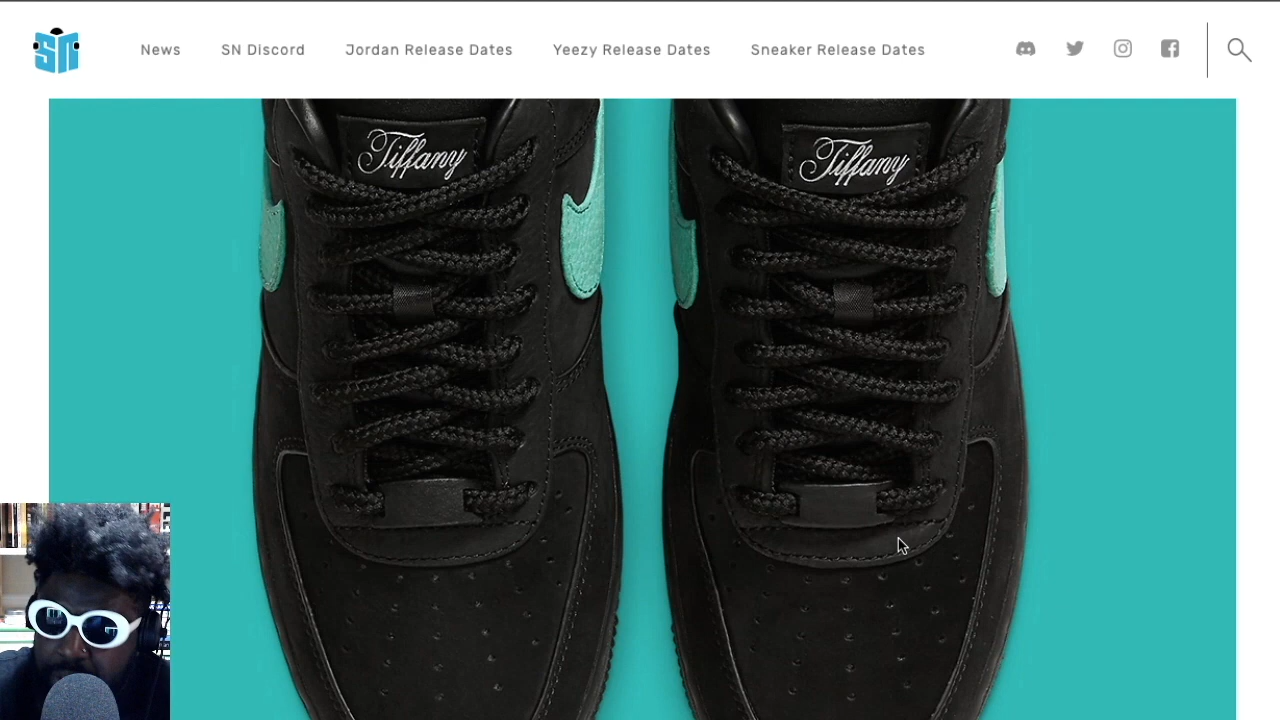 SN
News
SN Discord
Jordan Release Dates
Yeezy Release Dates
Sneaker Release Dates
Tiffany
Tiffany